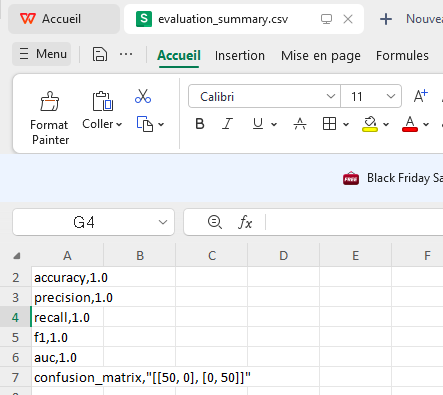 Accueil
evaluation_summary.csv
Nouvea
Menu
Accueil
Insertion
Mise en page
Formules
Format Painter
Coller
Calibri
11
A+
B I U A A
FREE
Black Friday Sa
G4
fx
A B C D E F
2 accuracy,1.0
3 precision,1.0
4 recall,1.0
5 f1,1.0
6 auc,1.0
7 confusion_matrix,"[[50, 0], [0, 50]]"